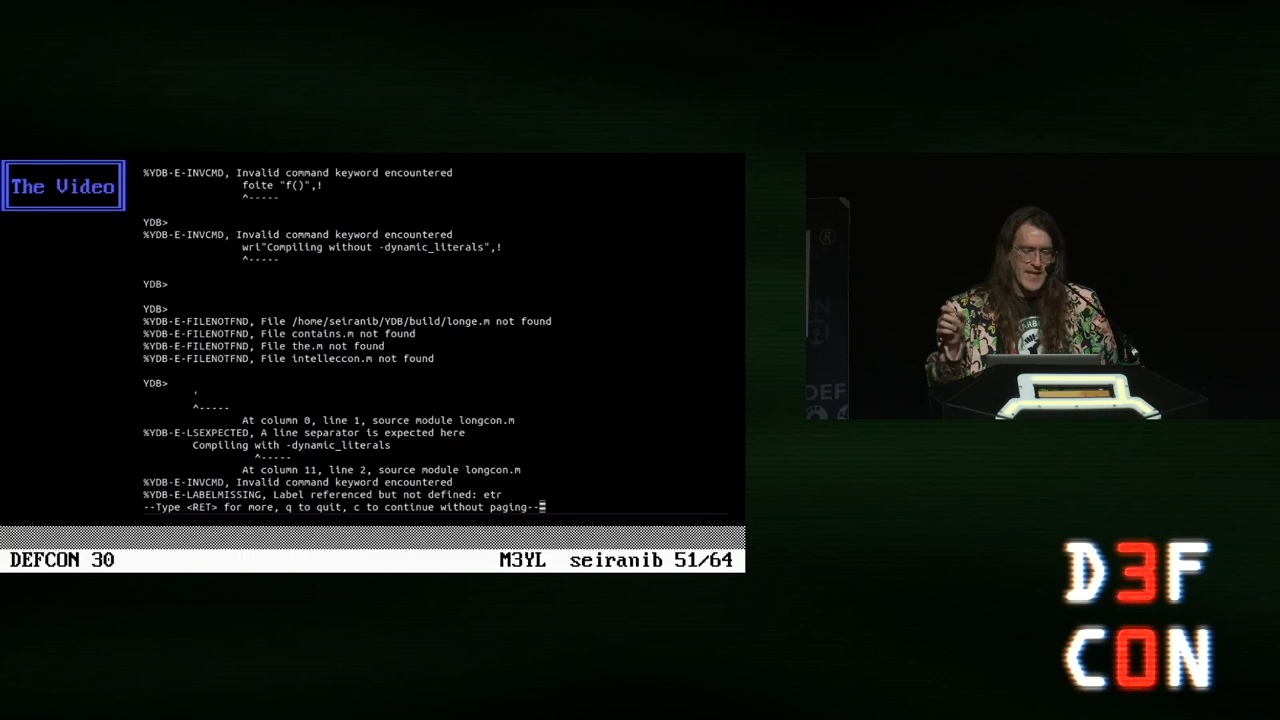 The Video
%YDB-E-INVCMD, Invalid command keyword encountered
foite "f()",!
^-----
YDB>
%YDB-E-INVCMD, Invalid command keyword encountered
wri"Compiling without -dynamic_literals",!
^-----
YDB>
YDB>
%YDB-E-FILENOTFND, File /home/seiranib/YDB/build/longe.m not found
%YDB-E-FILENOTFND, File contains.m not found
%YDB-E-FILENOTFND, File the.m not found
%YDB-E-FILENOTFND, File intelleccon.m not found
YDB>
'
^-----
At column 0, line 1, source module longcon.m
%YDB-E-LSEXPECTED, A line separator is expected here
Compiling with -dynamic_literals
^-----
At column 11, line 2, source module longcon.m
%YDB-E-INVCMD, Invalid command keyword encountered
%YDB-E-LABELMISSING, Label referenced but not defined: etr
--Type <RET> for more, q to quit, c to continue without paging--
DEFCON 30
M3YL seiranib 51/64
®
DEF
D3F
C0N